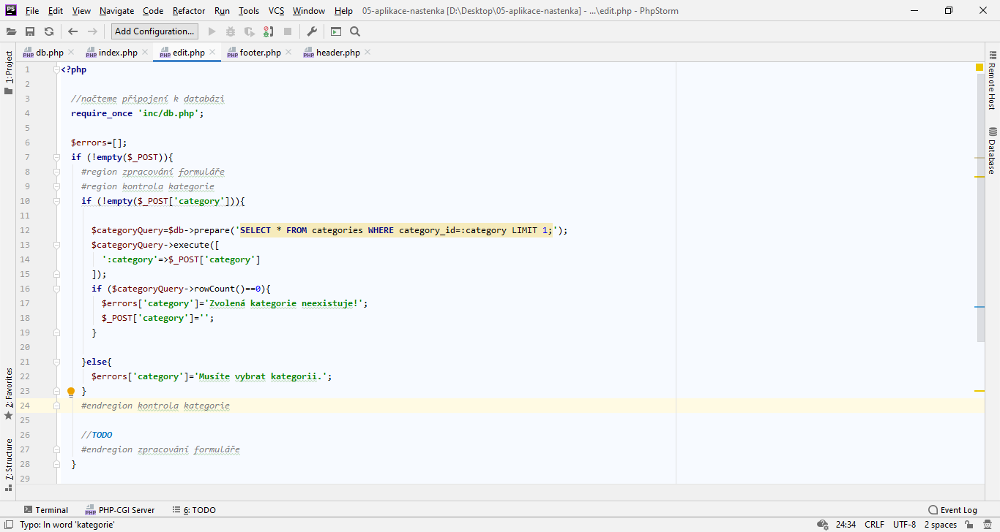 File Edit View Navigate Code Refactor Run Tools VCS Window Help 05-aplikace-nastenka [D:\Desktop\05-aplikace-nastenka] - ...\edit.php - PhpStorm
Add Configuration...
db.php index.php edit.php footer.php header.php
1: Project
2: Favorites
7: Structure
Remote Host
Database
1 <?php
2
3 //načteme připojení k databázi
4 require_once 'inc/db.php';
5
6 $errors=[];
7 if (!empty($_POST)){
8 #region zpracování formuláře
9 #region kontrola kategorie
10 if (!empty($_POST['category'])){
11
12 $categoryQuery=$db->prepare('SELECT * FROM categories WHERE category_id=:category LIMIT 1;');
13 $categoryQuery->execute([
14 ':category'=>$_POST['category']
15 ]);
16 if ($categoryQuery->rowCount()==0){
17 $errors['category']='Zvolená kategorie neexistuje!';
18 $_POST['category']='';
19 }
20
21 }else{
22 $errors['category']='Musíte vybrat kategorii.';
23 }
24 #endregion kontrola kategorie
25
26 //TODO
27 #endregion zpracování formuláře
28 }
29
Terminal PHP-CGI Server 6: TODO Event Log
Typo: In word 'kategorie' 24:34 CRLF UTF-8 2 spaces